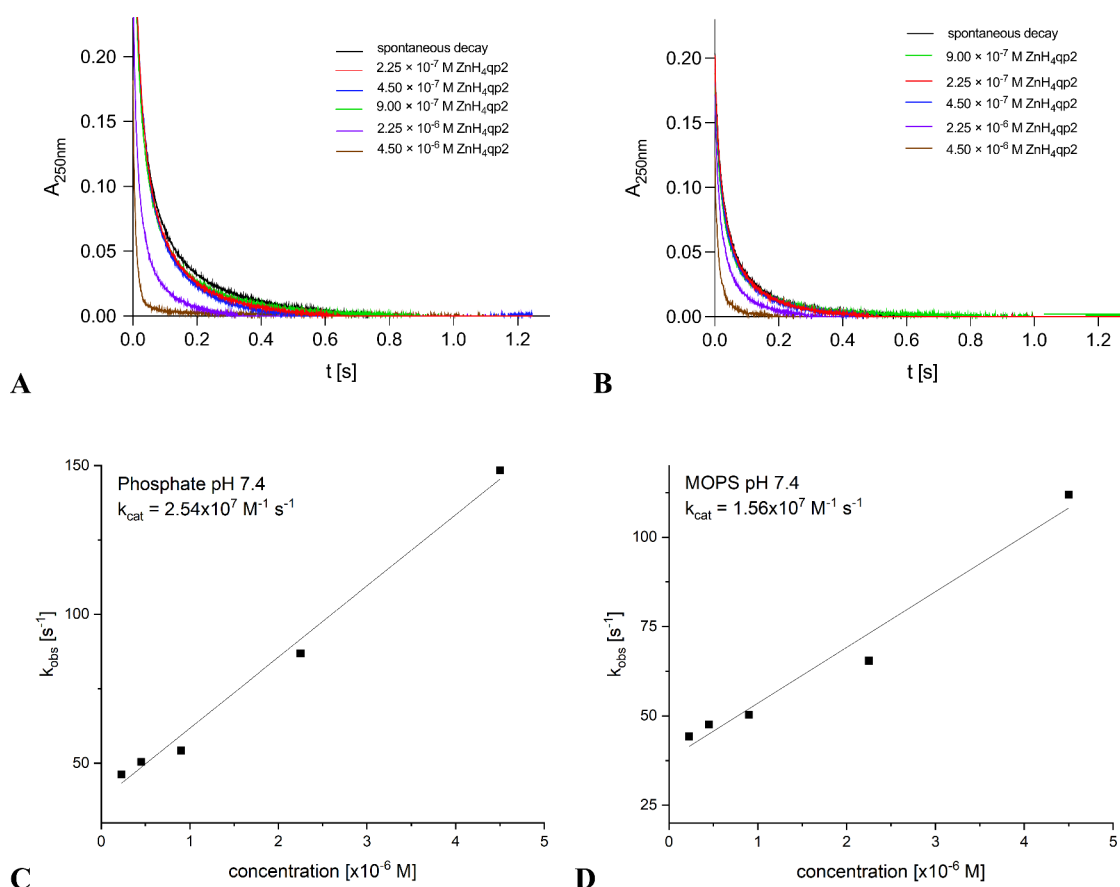 0.20
0.15
0.10
0.05
0.00
A250nm
0.0 0.2 0.4 0.6 0.8 1.0 1.2
t [s]
spontaneous decay
2.25 × 10⁻⁷ M ZnH₄qp2
4.50 × 10⁻⁷ M ZnH₄qp2
9.00 × 10⁻⁷ M ZnH₄qp2
2.25 × 10⁻⁶ M ZnH₄qp2
4.50 × 10⁻⁶ M ZnH₄qp2
A
0.20
0.15
0.10
0.05
0.00
A250nm
0.0 0.2 0.4 0.6 0.8 1.0 1.2
t [s]
spontaneous decay
9.00 × 10⁻⁷ M ZnH₄qp2
2.25 × 10⁻⁷ M ZnH₄qp2
4.50 × 10⁻⁷ M ZnH₄qp2
2.25 × 10⁻⁶ M ZnH₄qp2
4.50 × 10⁻⁶ M ZnH₄qp2
B
150
100
50
kobs [s⁻¹]
Phosphate pH 7.4
kcat = 2.54x10⁷ M⁻¹ s⁻¹
0 1 2 3 4 5
concentration [x10⁻⁶ M]
C
100
75
50
25
kobs [s⁻¹]
MOPS pH 7.4
kcat = 1.56x10⁷ M⁻¹ s⁻¹
0 1 2 3 4 5
concentration [x10⁻⁶ M]
D